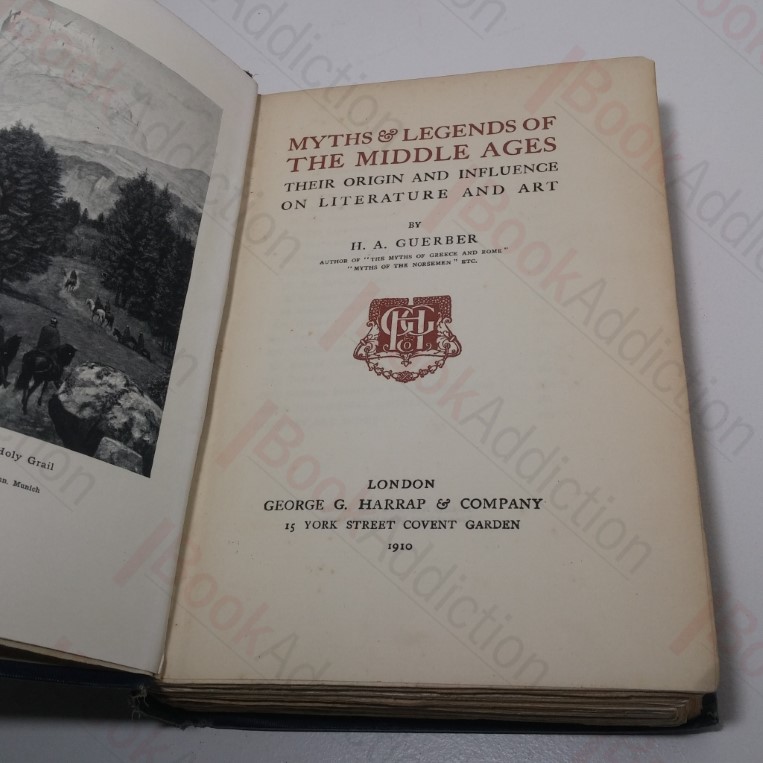 Holy Grail
Munich
MYTHS & LEGENDS OF
THE MIDDLE AGES
THEIR ORIGIN AND INFLUENCE
ON LITERATURE AND ART
BY
H. A. GUERBER
AUTHOR OF "THE MYTHS OF GREECE AND ROME"
"MYTHS OF THE NORSEMEN" ETC.
LONDON
GEORGE G. HARRAP & COMPANY
15 YORK STREET COVENT GARDEN
1910
BookAddiction